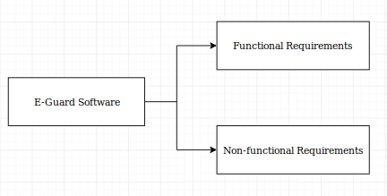 Functional Requirements
E-Guard Software
Non-functional Requirements